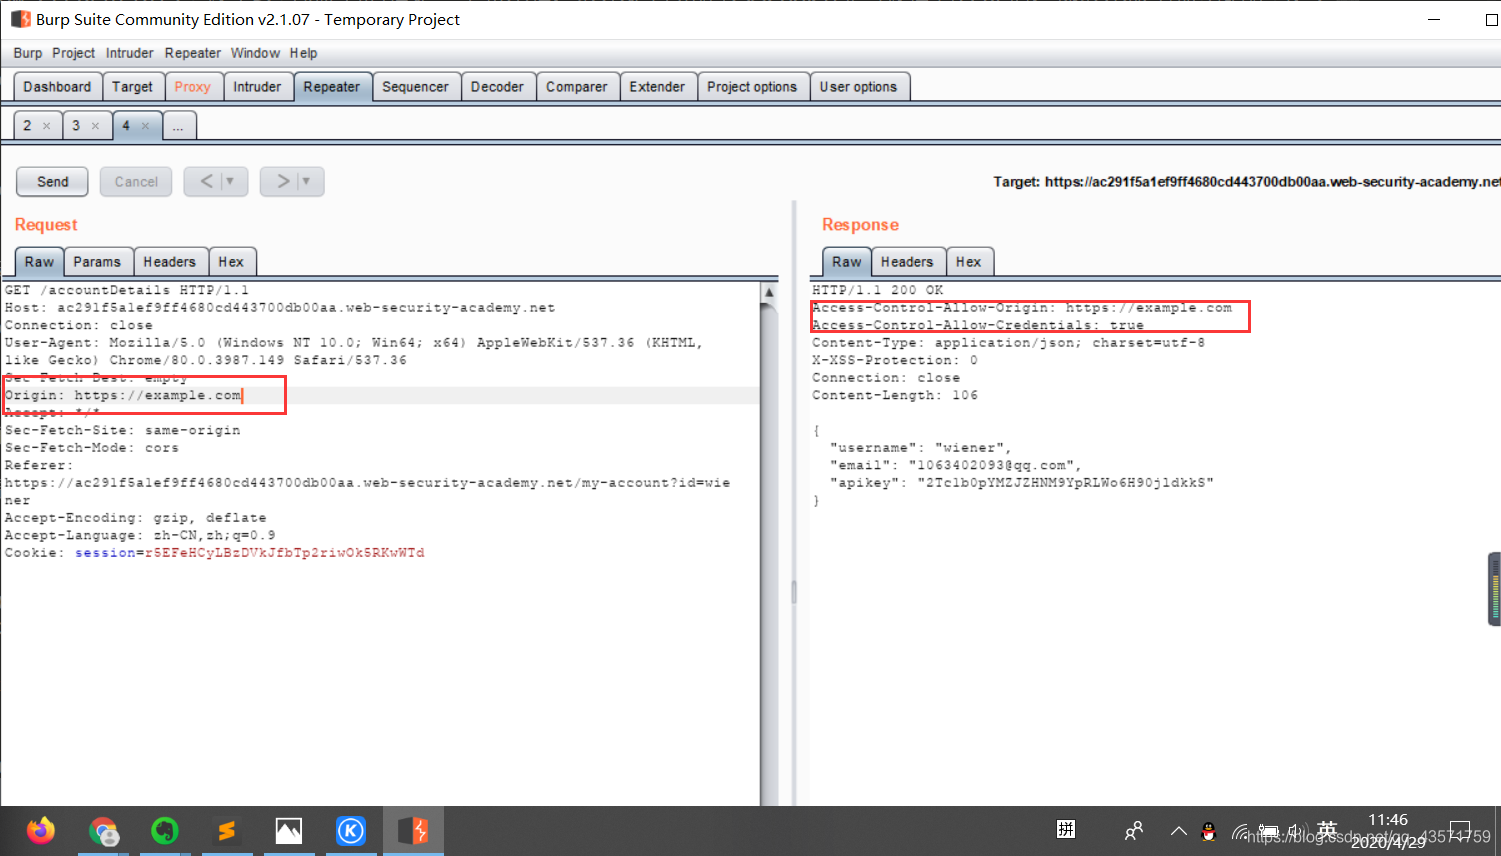 Burp Suite Community Edition v2.1.07 - Temporary Project
Burp Project Intruder Repeater Window Help
Dashboard Target Proxy Intruder Repeater Sequencer Decoder Comparer Extender Project options User options
2 × 3 × 4 × ...
Send Cancel < > Target: https://ac291f5a1ef9ff4680cd443700db00aa.web-security-academy.net
Request
Raw Params Headers Hex
GET /accountDetails HTTP/1.1
Host: ac291f5a1ef9ff4680cd443700db00aa.web-security-academy.net
Connection: close
User-Agent: Mozilla/5.0 (Windows NT 10.0; Win64; x64) AppleWebKit/537.36 (KHTML,
like Gecko) Chrome/80.0.3987.149 Safari/537.36
Sec-Fetch-Dest: empty
Origin: https://example.com
Accept: */*
Sec-Fetch-Site: same-origin
Sec-Fetch-Mode: cors
Referer:
https://ac291f5a1ef9ff4680cd443700db00aa.web-security-academy.net/my-account?id=wie
ner
Accept-Encoding: gzip, deflate
Accept-Language: zh-CN,zh;q=0.9
Cookie: session=r5EFeHCyLBzDVkJfbTp2riwOk5RKwWTd
Response
Raw Headers Hex
HTTP/1.1 200 OK
Access-Control-Allow-Origin: https://example.com
Access-Control-Allow-Credentials: true
Content-Type: application/json; charset=utf-8
X-XSS-Protection: 0
Connection: close
Content-Length: 106
{
"username": "wiener",
"email": "1063402093@qq.com",
"apikey": "2Tc1b0pYMZJZHNM9YpRLWo6H90jldkkS"
}
拼 英 11:46
2020/4/29
https://blog.csdn.net/qq_43571759